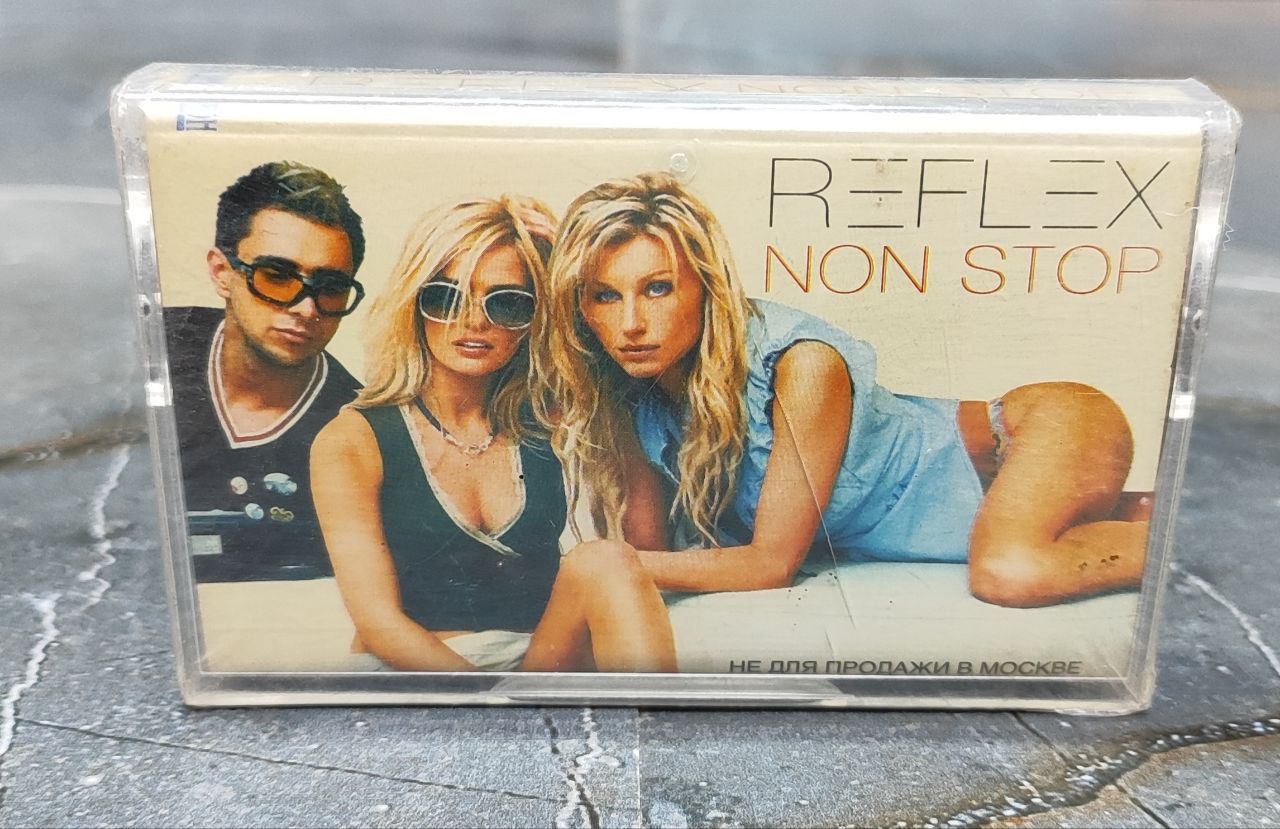 REFLEX
NON STOP
НЕ ДЛЯ ПРОДАЖИ В МОСКВЕ